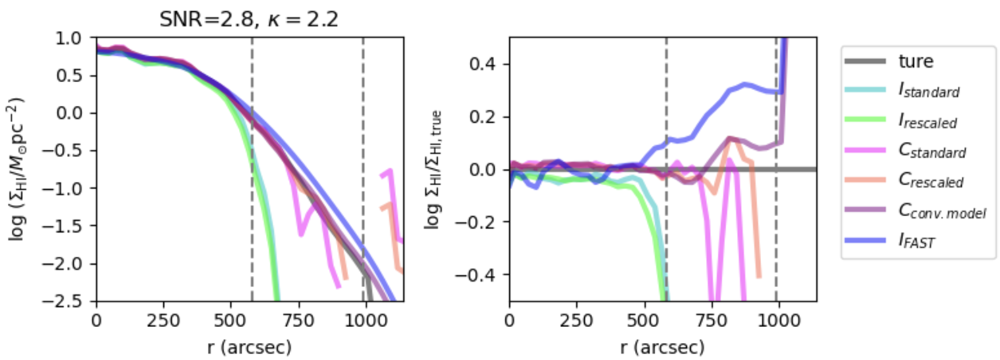 SNR=2.8, κ = 2.2
log (Σ_HI/M_⊙pc⁻²)
1.0
0.5
0.0
−0.5
−1.0
−1.5
−2.0
−2.5
0 250 500 750 1000
r (arcsec)
log Σ_HI/Σ_HI, true
0.4
0.2
0.0
−0.2
−0.4
0 250 500 750 1000
r (arcsec)
ture
I_standard
I_rescaled
C_standard
C_rescaled
C_conv. model
I_FAST